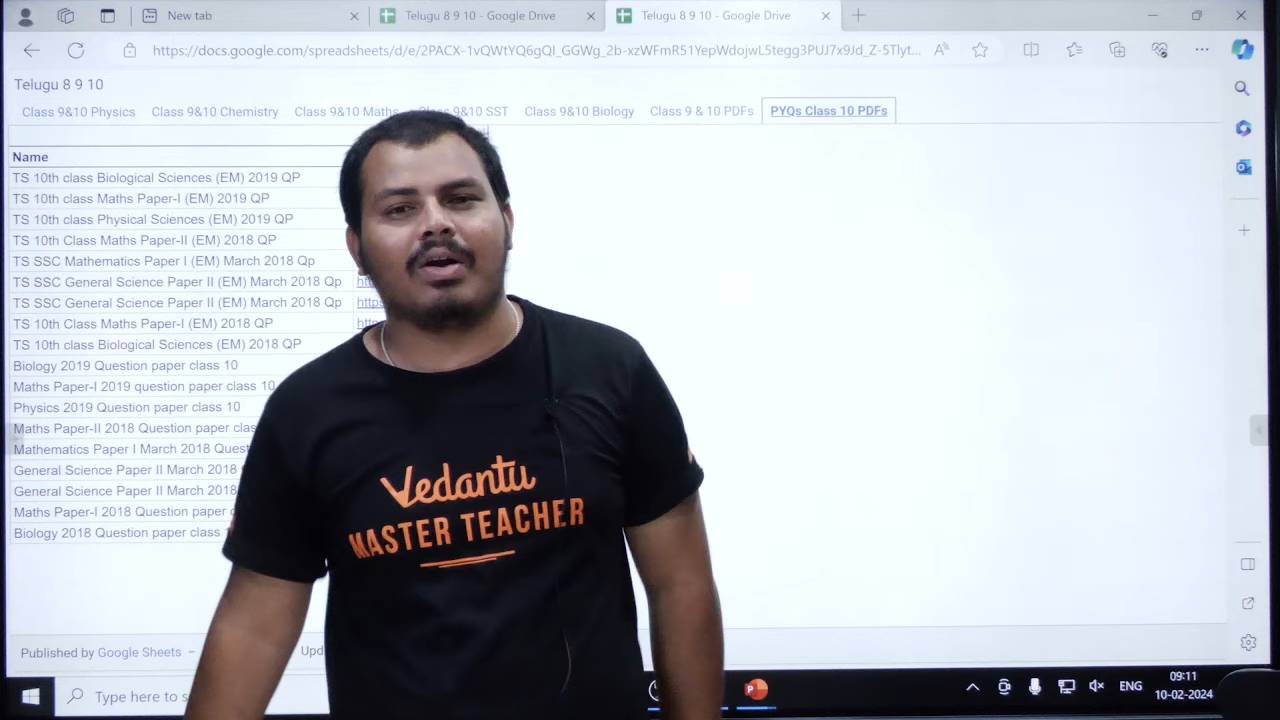 New tab
Telugu 8 9 10 - Google Drive
Telugu 8 9 10 - Google Drive
https://docs.google.com/spreadsheets/d/e/2PACX-1vQWtYQ6gQI_GGWg_2b-xzWFmR51YepWdojwL5tegg3PUJ7x9Jd_Z-5Tlyt...
Telugu 8 9 10
Class 9&10 Physics Class 9&10 Chemistry Class 9&10 Maths Class 9&10 SST Class 9&10 Biology Class 9 & 10 PDFs PYQs Class 10 PDFs
Name
TS 10th class Biological Sciences (EM) 2019 QP
TS 10th class Maths Paper-I (EM) 2019 QP
TS 10th class Physical Sciences (EM) 2019 QP
TS 10th Class Maths Paper-II (EM) 2018 QP
TS SSC Mathematics Paper I (EM) March 2018 Qp
TS SSC General Science Paper II (EM) March 2018 Qp
TS SSC General Science Paper II (EM) March 2018 Qp https
TS 10th Class Maths Paper-I (EM) 2018 QP
TS 10th class Biological Sciences (EM) 2018 QP
Biology 2019 Question paper class 10
Maths Paper-I 2019 question paper class 10
Physics 2019 Question paper class 10
Maths Paper-II 2018 Question paper
Mathematics Paper I March 2018
General Science Paper II March 2018
General Science Paper II March 2018
Maths Paper-I 2018 Question paper
Biology 2018 Question paper class
Vedantu
MASTER TEACHER
Published by Google Sheets –
Type here to
ENG
09:11
10-02-2024